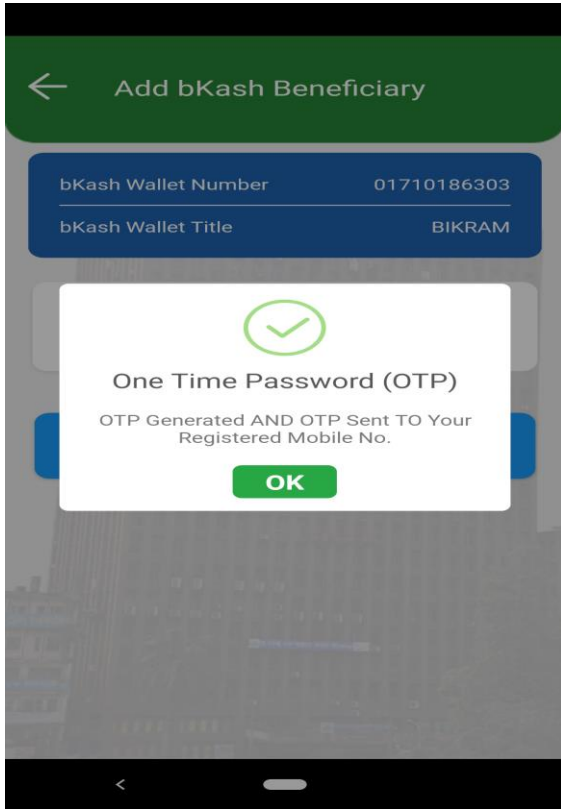 Add bKash Beneficiary
bKash Wallet Number 01710186303
bKash Wallet Title BIKRAM
One Time Password (OTP)
OTP Generated AND OTP Sent TO Your
Registered Mobile No.
OK